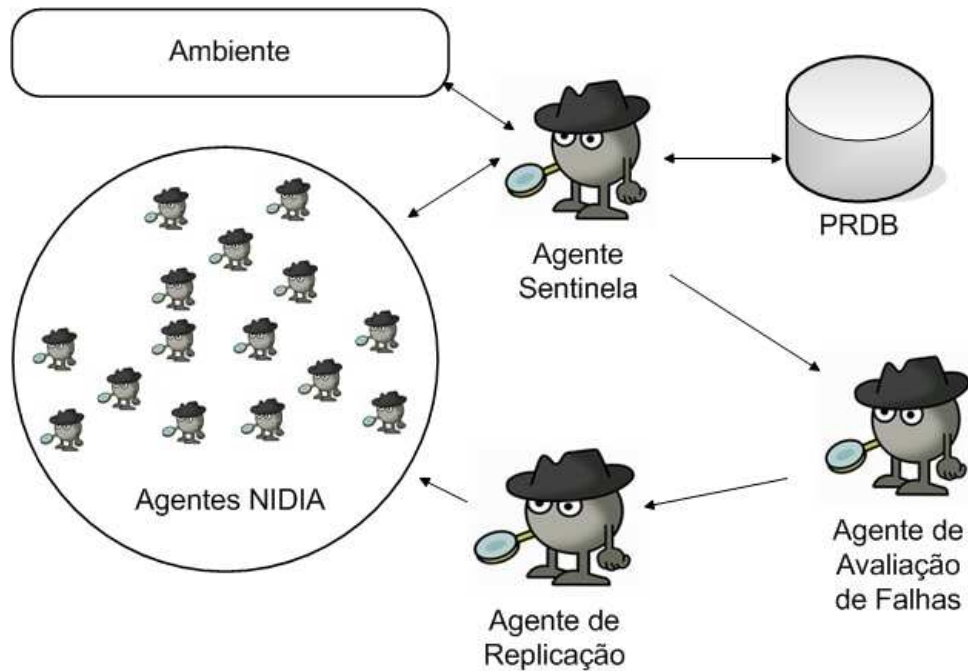 Ambiente
PRDB
Agente
Sentinela
Agentes NIDIA
Agente de
Avaliação
de Falhas
Agente de
Replicação